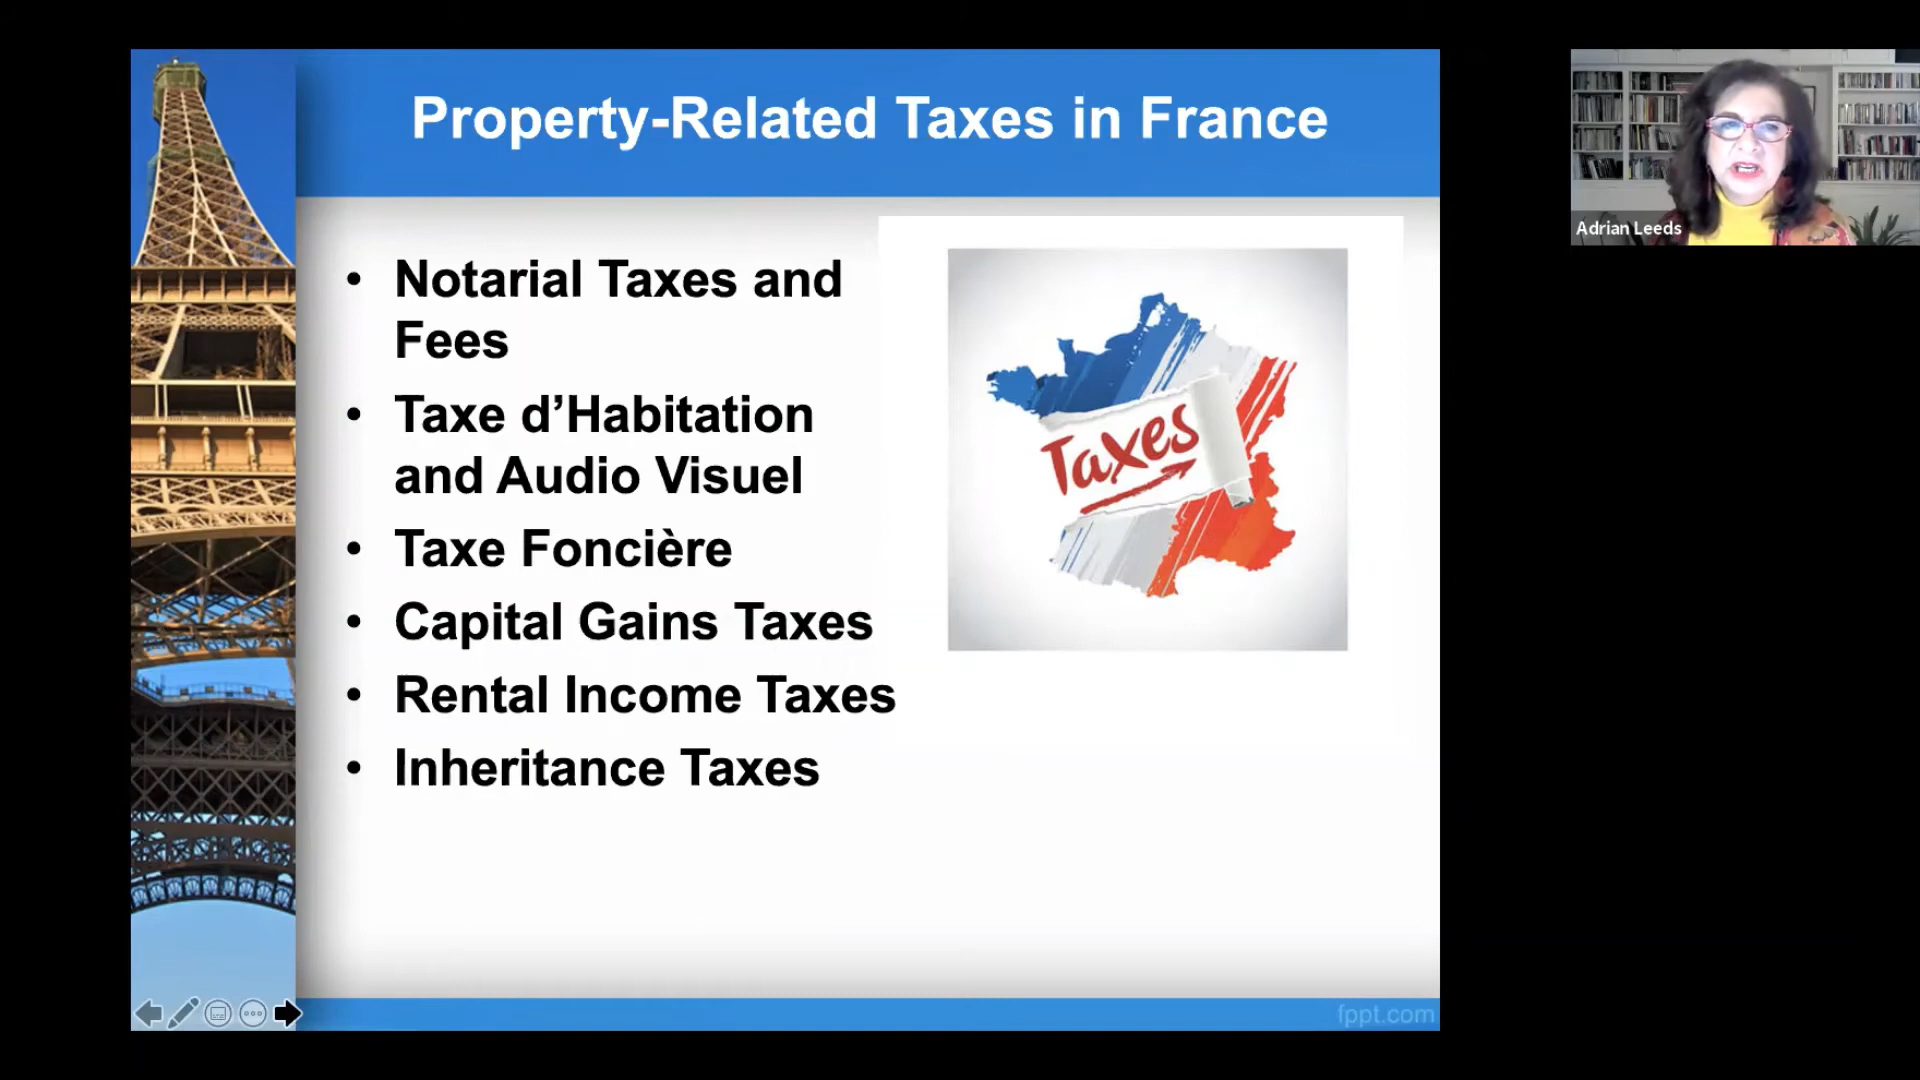 Property-Related Taxes in France
• Notarial Taxes and
Fees
• Taxe d’Habitation
and Audio Visuel
• Taxe Foncière
• Capital Gains Taxes
• Rental Income Taxes
• Inheritance Taxes
Taxes
fppt.com
Adrian Leeds